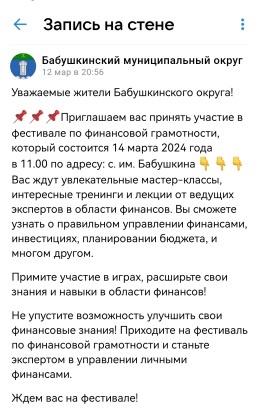 Запись на стене
Бабушкинский муниципальный округ
12 мар в 20:56
Уважаемые жители Бабушкинского округа!
📌📌📌Приглашаем вас принять участие в
фестивале по финансовой грамотности,
который состоится 14 марта 2024 года
в 11.00 по адресу: с. им. Бабушкина👇👇👇
Вас ждут увлекательные мастер-классы,
интересные тренинги и лекции от ведущих
экспертов в области финансов. Вы сможете
узнать о правильном управлении финансами,
инвестициях, планировании бюджета, и
многом другом.
Примите участие в играх, расширьте свои
знания и навыки в области финансов!
Не упустите возможность улучшить свои
финансовые знания! Приходите на фестиваль
по финансовой грамотности и станьте
экспертом в управлении личными
финансами.
Ждем вас на фестивале!